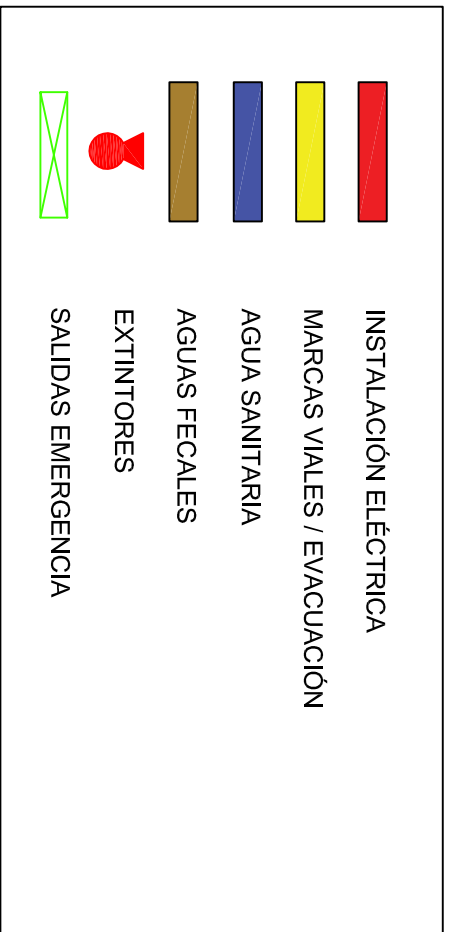 INSTALACIÓN ELÉCTRICA
MARCAS VIALES / EVACUACIÓN
AGUA SANITARIA
AGUAS FECALES
EXTINTORES
SALIDAS EMERGENCIA